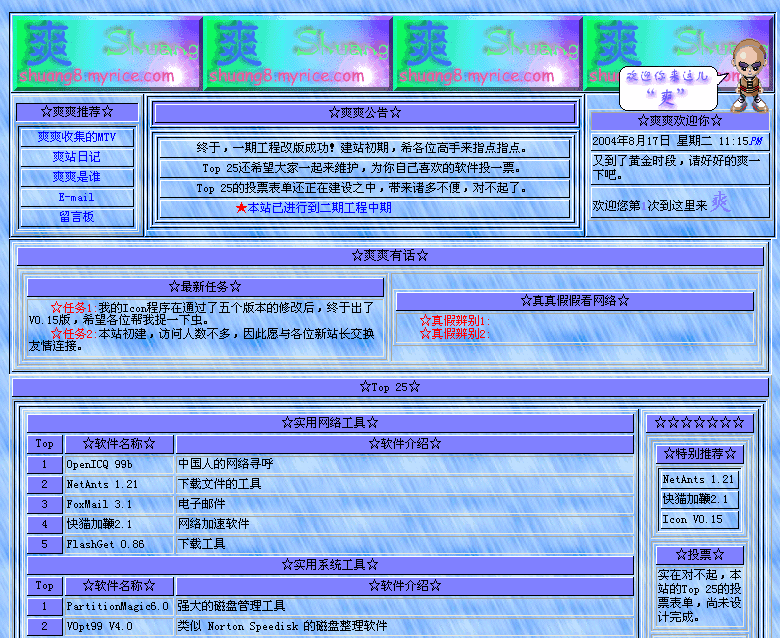 爽 Shuang
shuang8.myrice.com
爽 Shuang
shuang8.myrice.com
爽 Shuang
shuang8.myrice.com
爽 Shuang
shuang8.myrice.com
欢迎你来这儿
“爽”
☆爽爽推荐☆
爽爽收集的MTV
爽站日记
爽爽是谁
E-mail
留言板
☆爽爽公告☆
终于，一期工程改版成功！建站初期，希各位高手来指点指点。
Top 25还希望大家一起来维护，为你自己喜欢的软件投一票。
Top 25的投票表单还正在建设之中，带来诸多不便，对不起了。
★本站已进行到二期工程中期
☆爽爽欢迎你☆
2004年8月17日 星期二 11:15PM
又到了黄金时段，请好好的爽一
下吧。
欢迎您第 次到这里来 爽
☆爽爽有话☆
☆最新任务☆
☆任务1:我的Icon程序在通过了五个版本的修改后，终于出了
V0.15版，希望各位帮我捉一下虫。
☆任务2:本站初建，访问人数不多，因此愿与各位新站长交换
友情连接。
☆真真假假看网络☆
☆真假辨别1:
☆真假辨别2:
☆Top 25☆
☆实用网络工具☆
Top ☆软件名称☆ ☆软件介绍☆
1 OpenICQ 99b 中国人的网络寻呼
2 NetAnts 1.21 下载文件的工具
3 FoxMail 3.1 电子邮件
4 快猫加鞭2.1 网络加速软件
5 FlashGet 0.86 下载工具
☆实用系统工具☆
Top ☆软件名称☆ ☆软件介绍☆
1 PartitionMagic6.0 强大的磁盘管理工具
2 VOpt99 V4.0 类似 Norton Speedisk 的磁盘整理软件
☆☆☆☆☆☆☆
☆特别推荐☆
NetAnts 1.21
快猫加鞭2.1
Icon V0.15
☆投票☆
实在对不起，本
站的Top 25的投
票表单，尚未设
计完成。